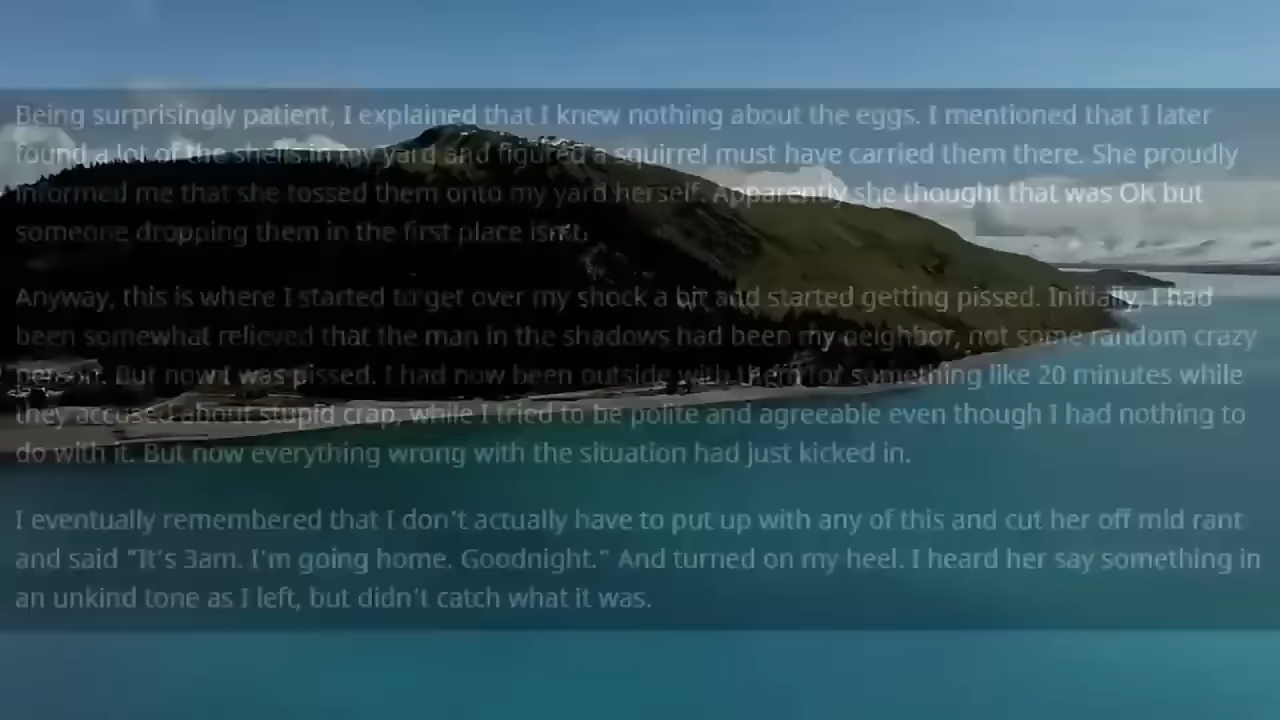 Being surprisingly patient, I explained that I knew nothing about the eggs. I mentioned that I later
found a lot of the shells in my yard and figured a squirrel must have carried them there. She proudly
informed me that she tossed them onto my yard herself. Apparently she thought that was Ok but
someone dropping them in the first place isn't.
Anyway, this is where I started to get over my shock a bit and started getting pissed. Initially, I had
been somewhat relieved that the man in the shadows had been my neighbor, not some random crazy
person. But now I was pissed. I had now been outside with them for something like 20 minutes while
they accused about stupid crap, while I tried to be polite and agreeable even though I had nothing to
do with it. But now everything wrong with the situation had just kicked in.
I eventually remembered that I don't actually have to put up with any of this and cut her off mid rant
and said "It's 3am. I'm going home. Goodnight." And turned on my heel. I heard her say something in
an unkind tone as I left, but didn't catch what it was.